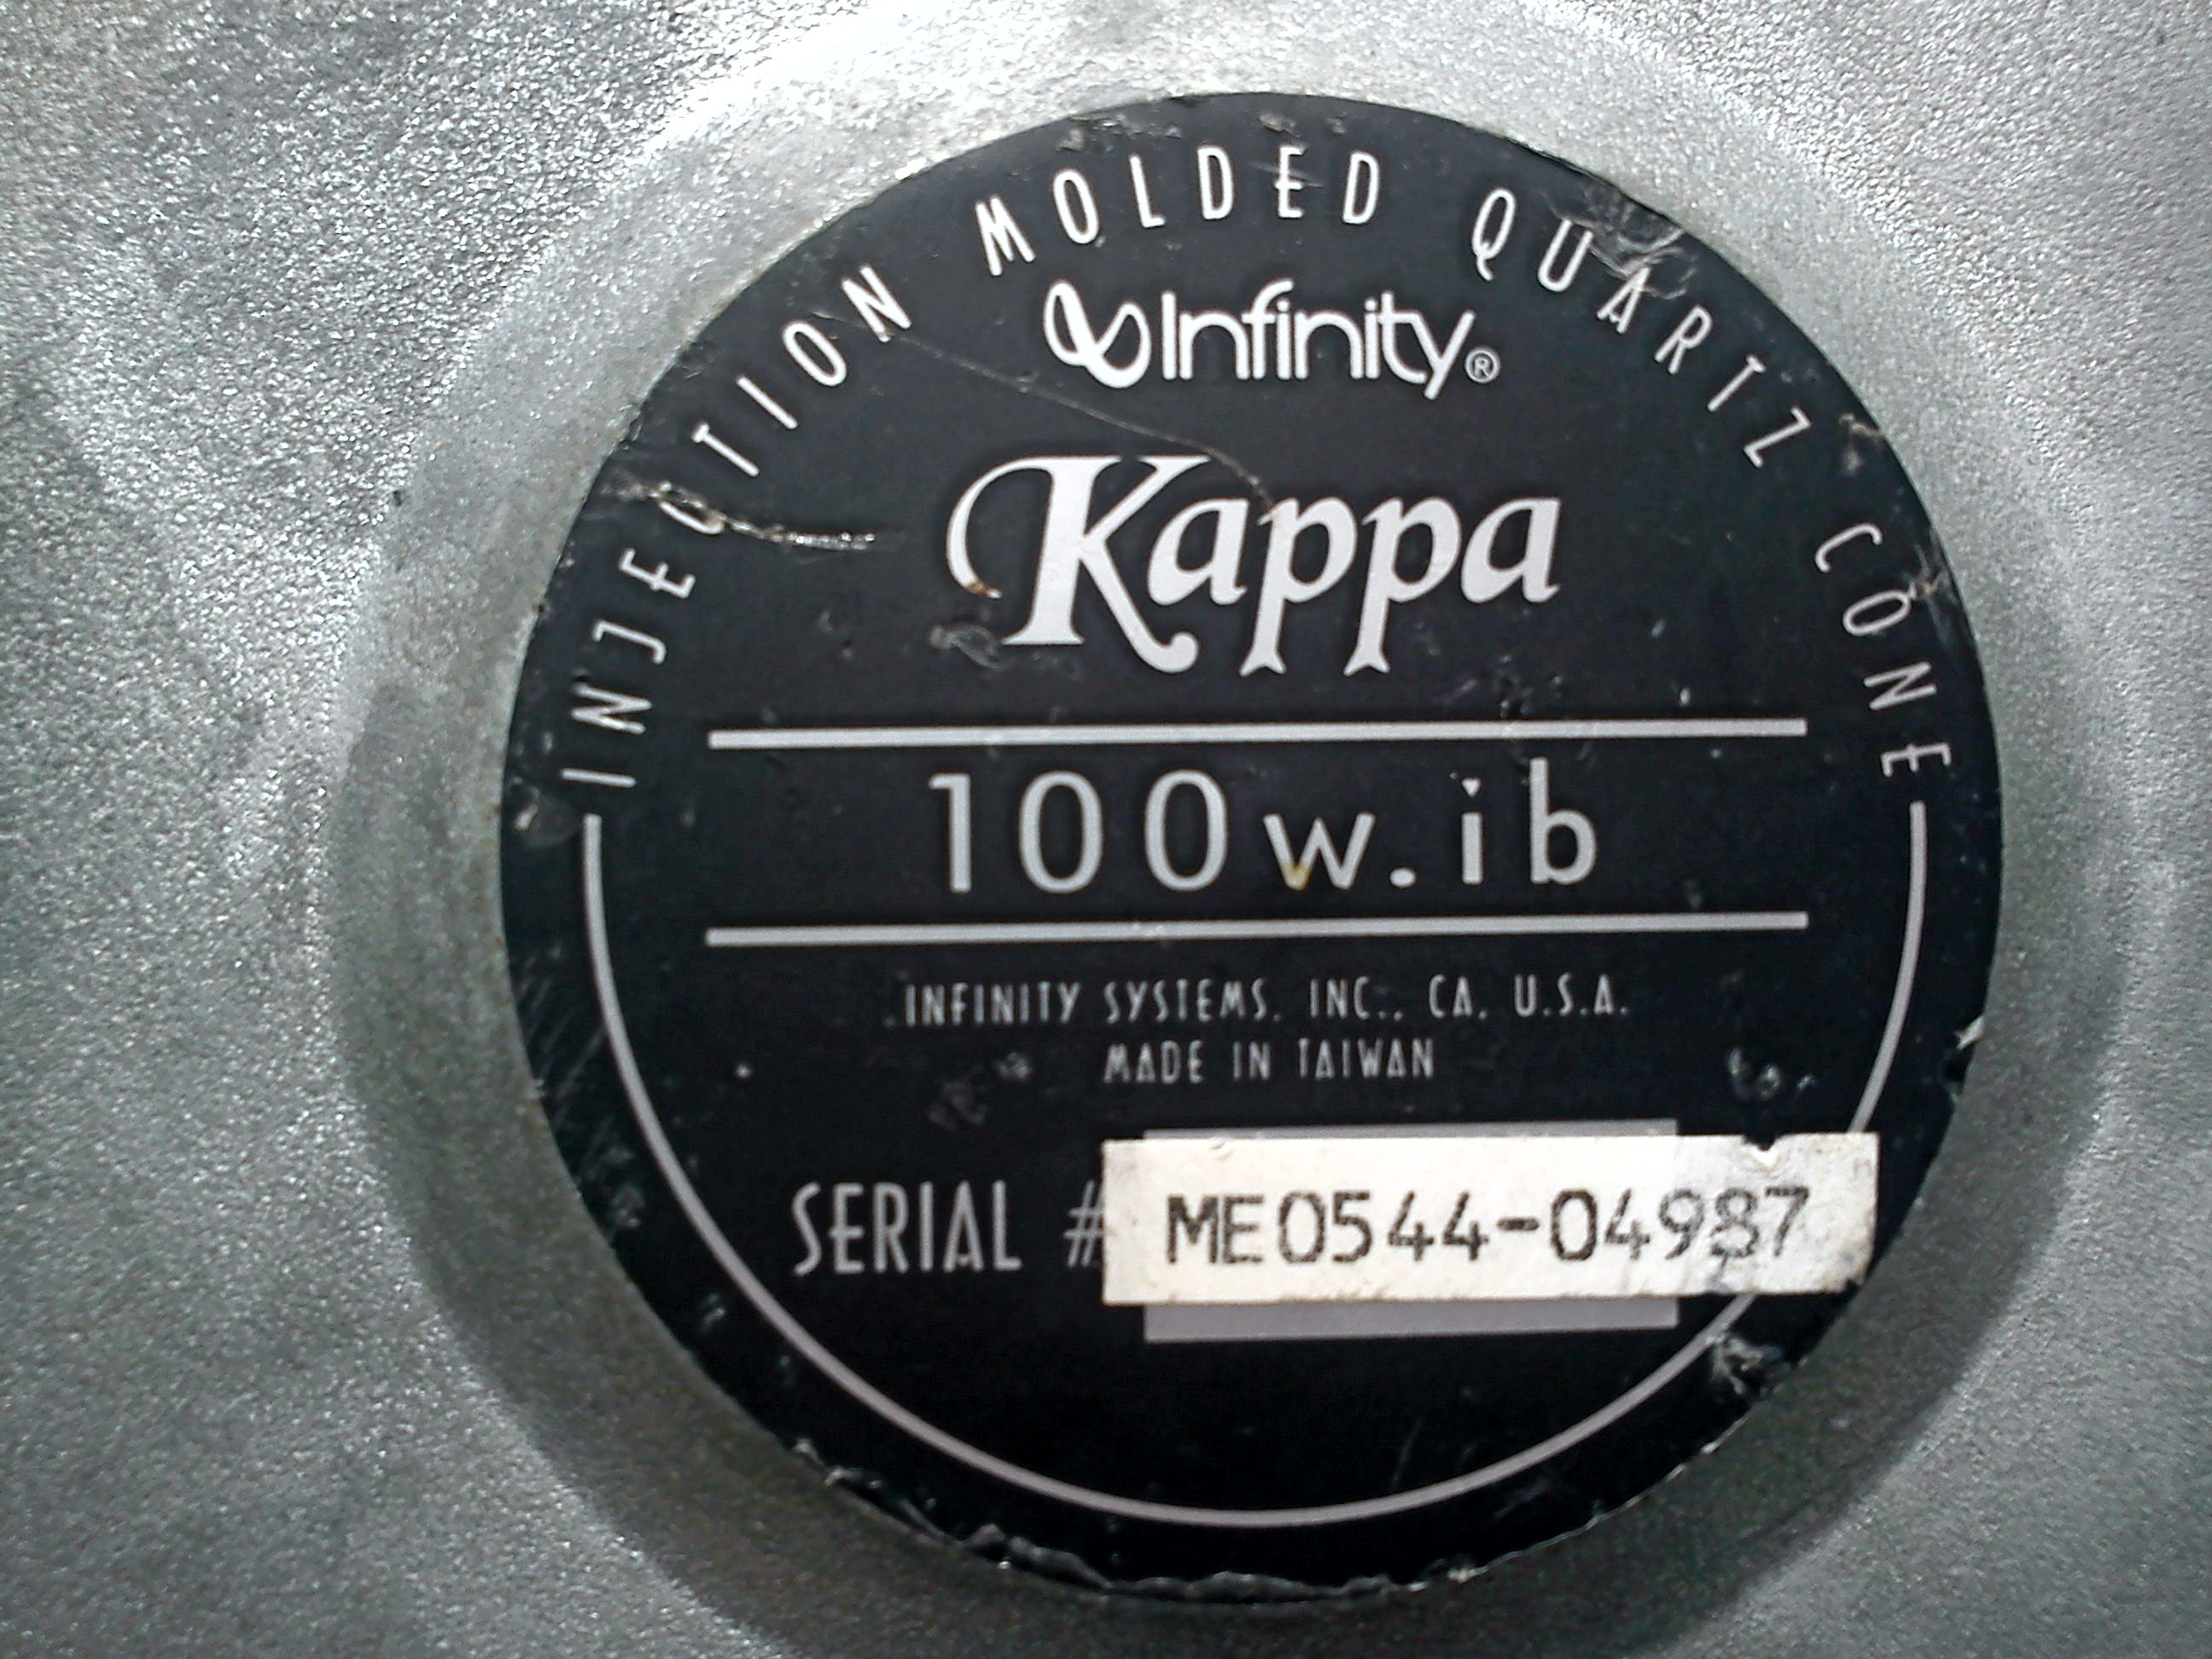 INJECTION MOLDED QUARTZ CONE
Infinity®
Kappa
100w.ib
INFINITY SYSTEMS, INC., CA, U.S.A.
MADE IN TAIWAN
SERIAL # ME0544-04987